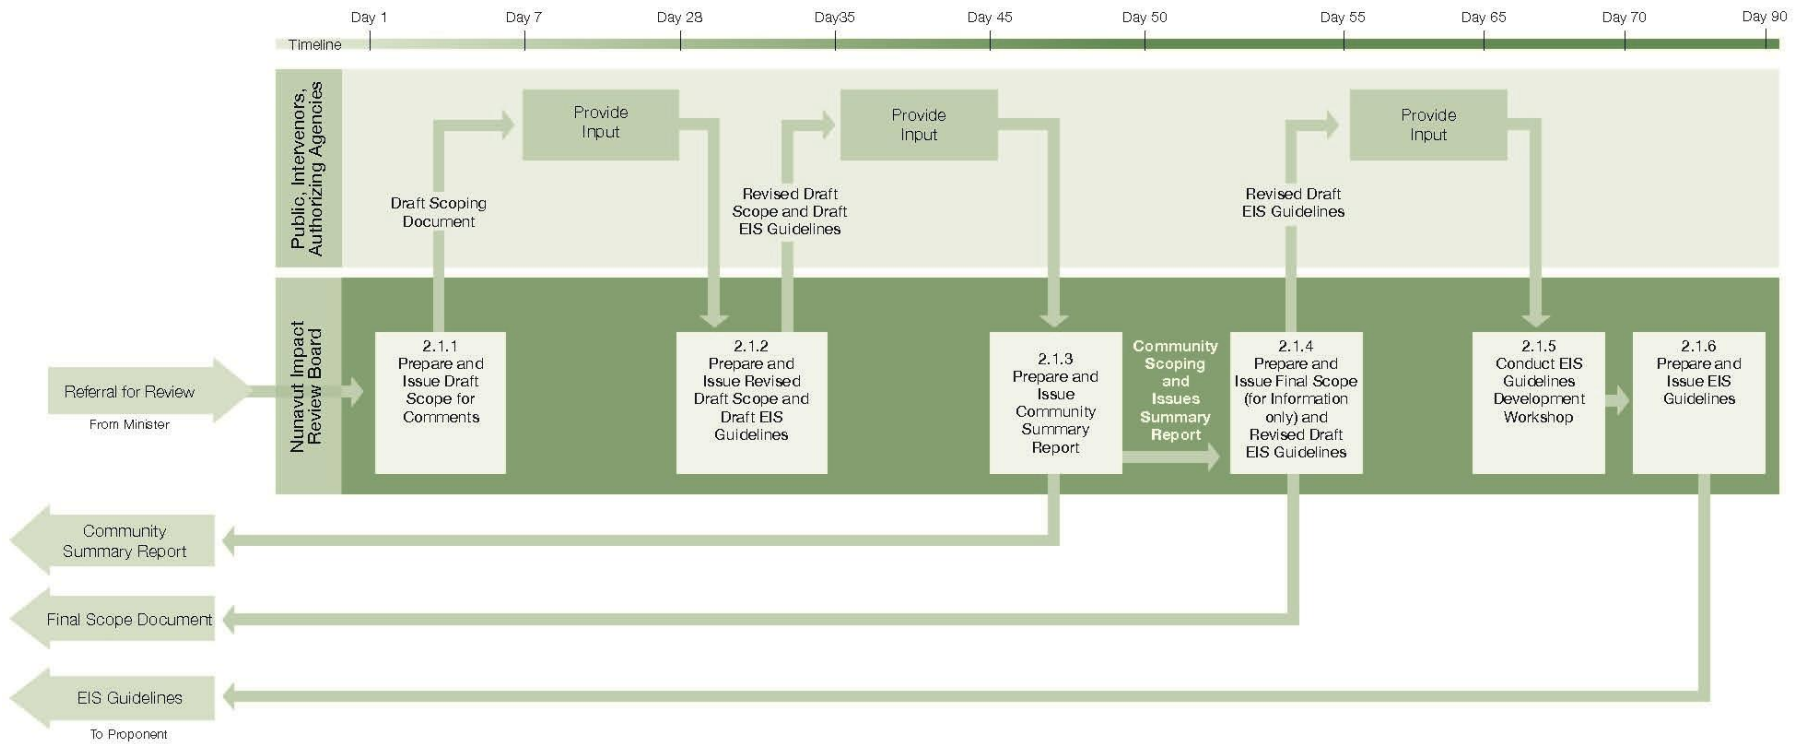 Day 1
Day 7
Day 28
Day35
Day 45
Day 50
Day 55
Day 65
Day 70
Day 90
Timeline
Public, Intervenors,
Authorizing Agencies
Provide
Input
Provide
Input
Provide
Input
Draft Scoping
Document
Revised Draft
Scope and Draft
EIS Guidelines
Revised Draft
EIS Guidelines
Nunavut Impact
Review Board
Referral for Review
From Minister
2.1.1
Prepare and
Issue Draft
Scope for
Comments
2.1.2
Prepare and
Issue Revised
Draft Scope and
Draft EIS
Guidelines
2.1.3
Prepare and
Issue
Community
Summary
Report
Community
Scoping
and
Issues
Summary
Report
2.1.4
Prepare and
Issue Final Scope
(for Information
only) and
Revised Draft
EIS Guidelines
2.1.5
Conduct EIS
Guidelines
Development
Workshop
2.1.6
Prepare and
Issue EIS
Guidelines
Community
Summary Report
Final Scope Document
EIS Guidelines
To Proponent